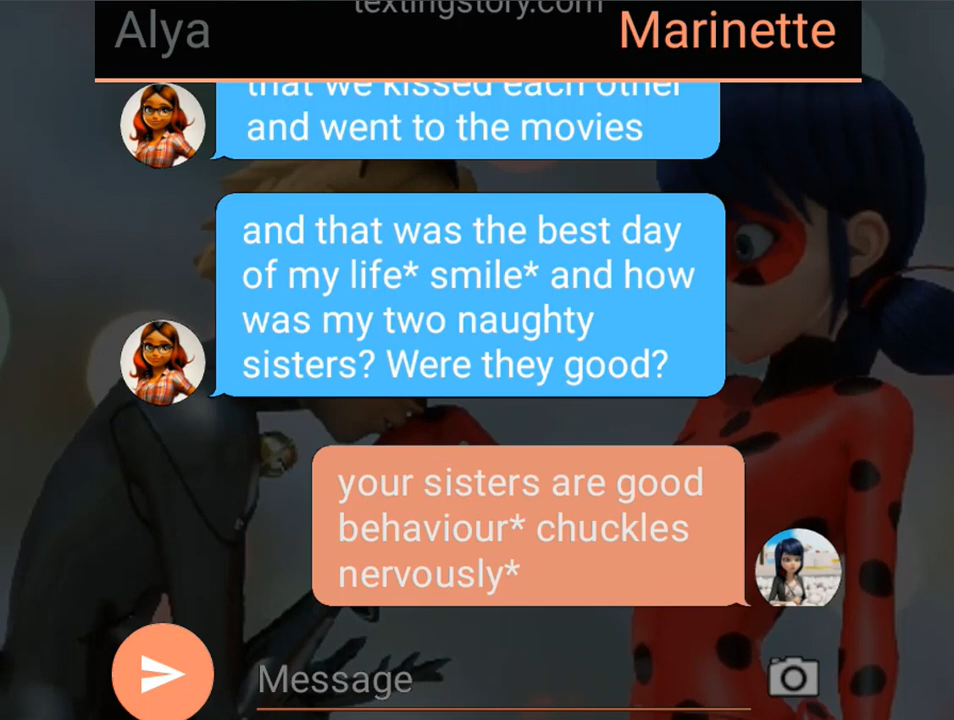 textingstory.com
Alya
Marinette
that we kissed each other
and went to the movies
and that was the best day
of my life* smile* and how
was my two naughty
sisters? Were they good?
your sisters are good
behaviour* chuckles
nervously*
Message